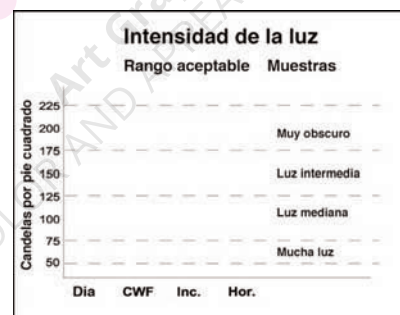 Intensidad de la luz
Rango aceptable Muestras
Candelas por pie cuadrado
225
200
175
150
125
100
75
50
Muy obscuro
Luz intermedia
Luz mediana
Mucha luz
Dia CWF Inc. Hor.